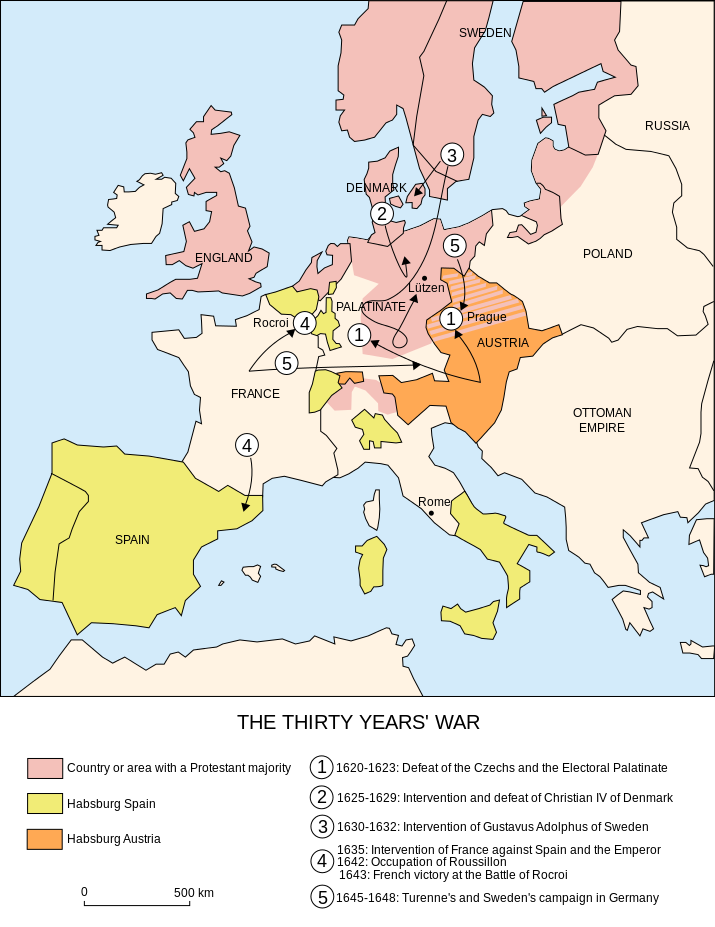 SWEDEN
RUSSIA
3
DENMARK
2
5
POLAND
ENGLAND
Lützen
PALATINATE
Rocroi
4
1
1
Prague
AUSTRIA
5
FRANCE
OTTOMAN
EMPIRE
4
Rome
SPAIN
THE THIRTY YEARS' WAR
Country or area with a Protestant majority
Habsburg Spain
Habsburg Austria
0
500 km
1 1620-1623: Defeat of the Czechs and the Electoral Palatinate
2 1625-1629: Intervention and defeat of Christian IV of Denmark
3 1630-1632: Intervention of Gustavus Adolphus of Sweden
1635: Intervention of France against Spain and the Emperor
4 1642: Occupation of Roussillon
1643: French victory at the Battle of Rocroi
5 1645-1648: Turenne's and Sweden's campaign in Germany